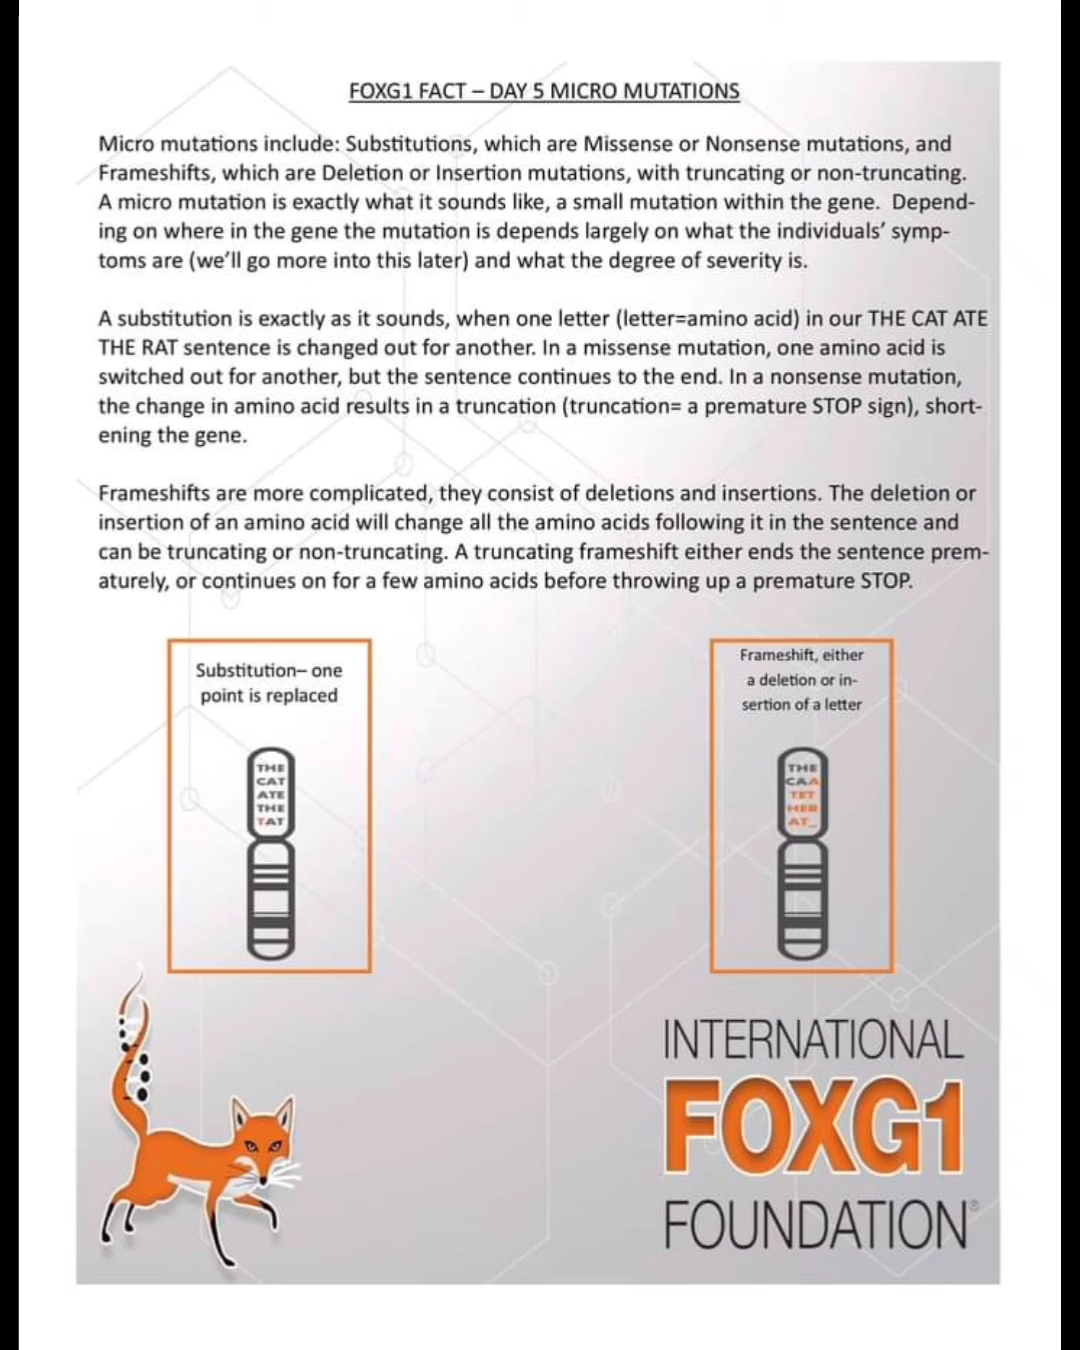 FOXG1 FACT – DAY 5 MICRO MUTATIONS
Micro mutations include: Substitutions, which are Missense or Nonsense mutations, and
Frameshifts, which are Deletion or Insertion mutations, with truncating or non-truncating.
A micro mutation is exactly what it sounds like, a small mutation within the gene.  Depend-
ing on where in the gene the mutation is depends largely on what the individuals' symp-
toms are (we'll go more into this later) and what the degree of severity is.
A substitution is exactly as it sounds, when one letter (letter=amino acid) in our THE CAT ATE
THE RAT sentence is changed out for another. In a missense mutation, one amino acid is
switched out for another, but the sentence continues to the end. In a nonsense mutation,
the change in amino acid results in a truncation (truncation= a premature STOP sign), short-
ening the gene.
Frameshifts are more complicated, they consist of deletions and insertions. The deletion or
insertion of an amino acid will change all the amino acids following it in the sentence and
can be truncating or non-truncating. A truncating frameshift either ends the sentence prem-
aturely, or continues on for a few amino acids before throwing up a premature STOP.
Substitution– one
point is replaced
THE
CAT
ATE
THE
TAT
Frameshift, either
a deletion or in-
sertion of a letter
THE
CAA
TET
HER
AT_
INTERNATIONAL
FOXG1
FOUNDATION®